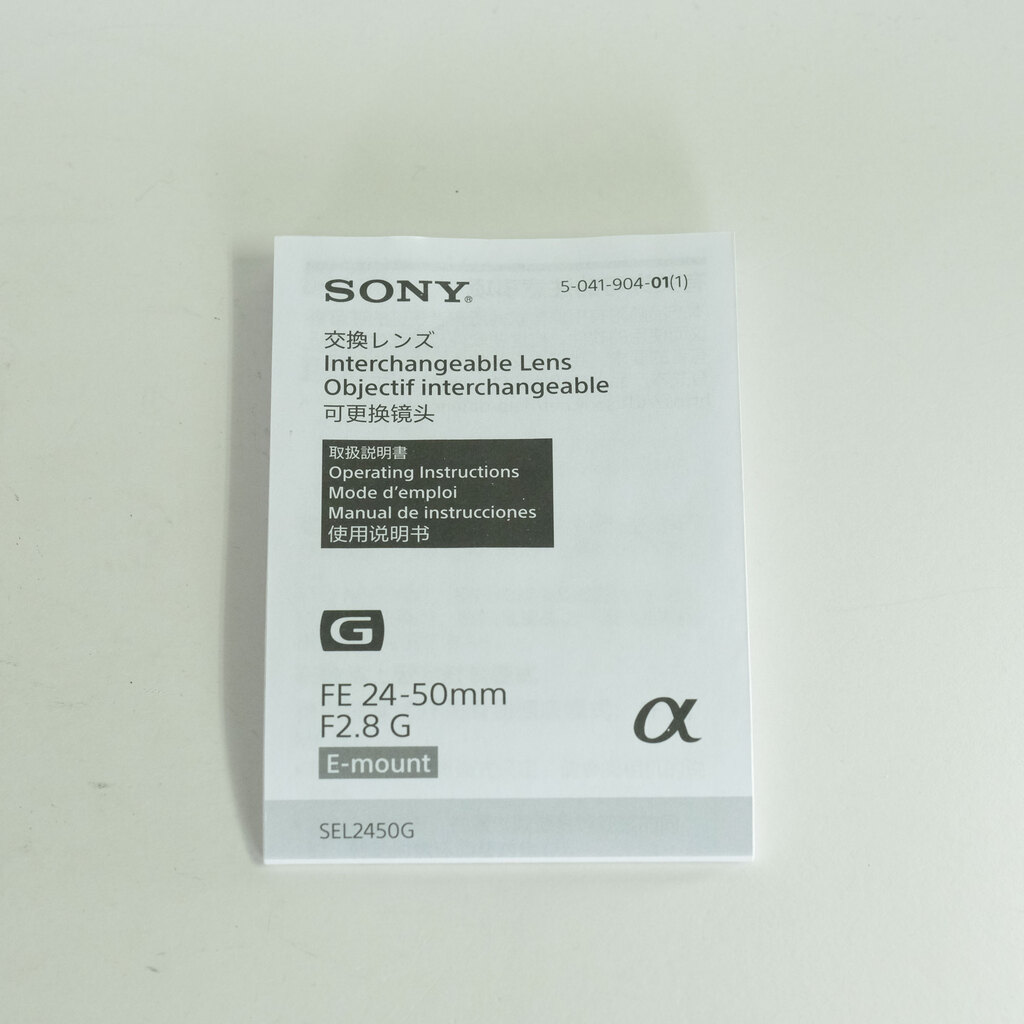 SONY®
5-041-904-01(1)
交換レンズ
Interchangeable Lens
Objectif interchangeable
可更换镜头
取扱説明書
Operating Instructions
Mode d'emploi
Manual de instrucciones
使用说明书
G
FE 24-50mm
F2.8 G
α
E-mount
SEL2450G